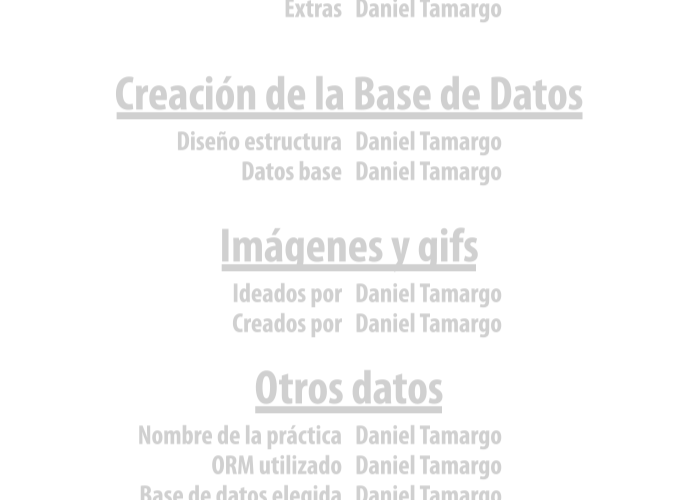 Extras Daniel Tamargo
Creación de la Base de Datos
Diseño estructura Daniel Tamargo
Datos base Daniel Tamargo
Imágenes y gifs
Ideados por Daniel Tamargo
Creados por Daniel Tamargo
Otros datos
Nombre de la práctica Daniel Tamargo
ORM utilizado Daniel Tamargo
Base de datos elegida Daniel Tamargo